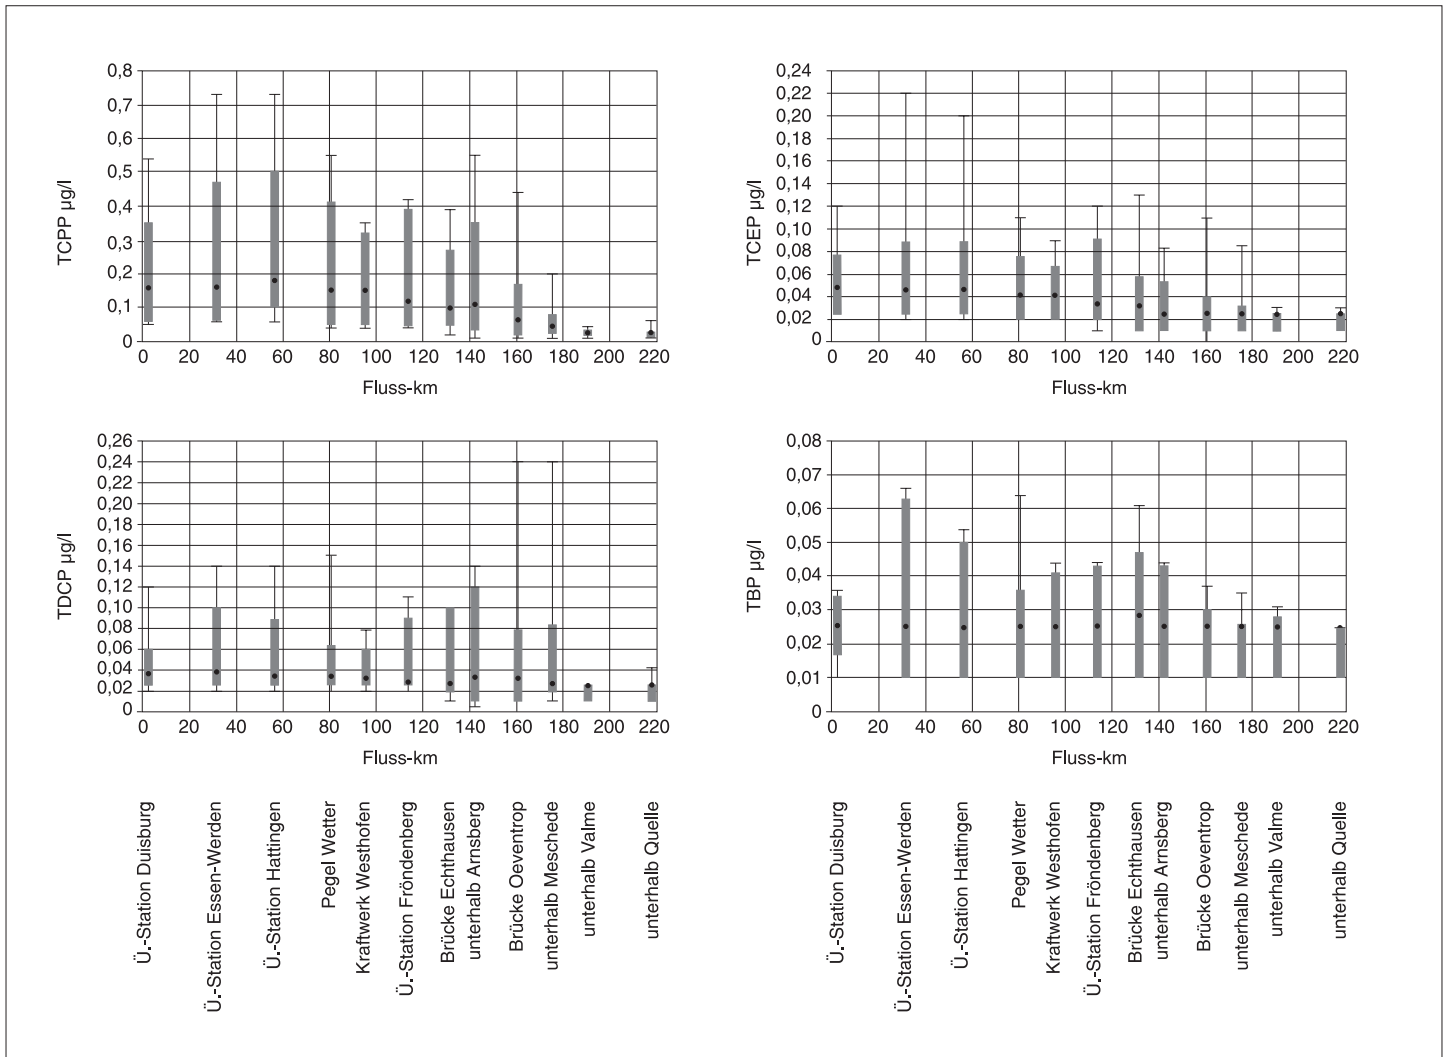 TCPP µg/l
0,8
0,7
0,6
0,5
0,4
0,3
0,2
0,1
0
0 20 40 60 80 100 120 140 160 180 200 220
Fluss-km
TCEP µg/l
0,24
0,22
0,20
0,18
0,16
0,14
0,12
0,10
0,08
0,06
0,04
0,02
0
0 20 40 60 80 100 120 140 160 180 200 220
Fluss-km
TDCP µg/l
0,26
0,24
0,22
0,20
0,18
0,16
0,14
0,12
0,10
0,08
0,06
0,04
0,02
0
0 20 40 60 80 100 120 140 160 180 200 220
Fluss-km
TBP µg/l
0,08
0,07
0,06
0,05
0,04
0,03
0,02
0,01
0
0 20 40 60 80 100 120 140 160 180 200 220
Fluss-km
Ü.-Station Duisburg
Ü.-Station Essen-Werden
Ü.-Station Hattingen
Pegel Wetter
Kraftwerk Westhofen
Ü.-Station Fröndenberg
Brücke Echthausen
unterhalb Arnsberg
Brücke Oeventrop
unterhalb Meschede
unterhalb Valme
unterhalb Quelle
Ü.-Station Duisburg
Ü.-Station Essen-Werden
Ü.-Station Hattingen
Pegel Wetter
Kraftwerk Westhofen
Ü.-Station Fröndenberg
Brücke Echthausen
unterhalb Arnsberg
Brücke Oeventrop
unterhalb Meschede
unterhalb Valme
unterhalb Quelle